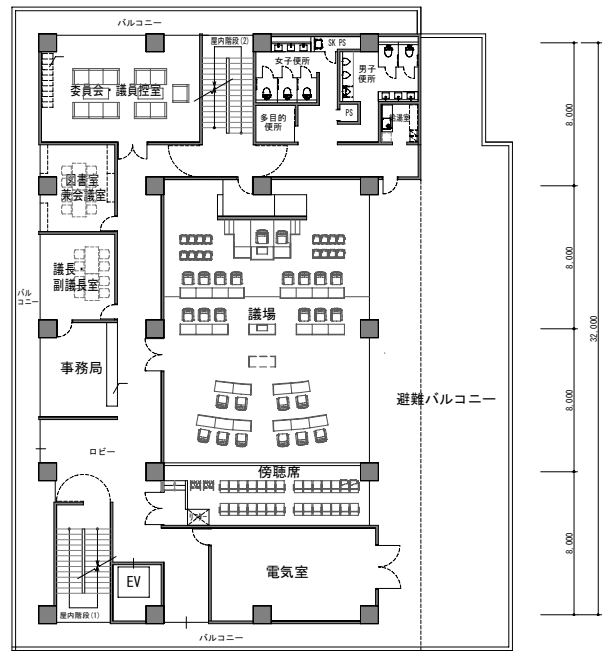 バルコニー
屋内階段(2)
SK PS
女子便所
男子
便所
委員会・議員控室
PS
多目的
便所
給湯室
8.000
図書室
兼会議室
8.000
議長・
副議長室
バル
コニー
議場
32.000
事務局
避難バルコニー
8.000
ロビー
傍聴席
8.000
電気室
EV
屋内階段(1)
バルコニー